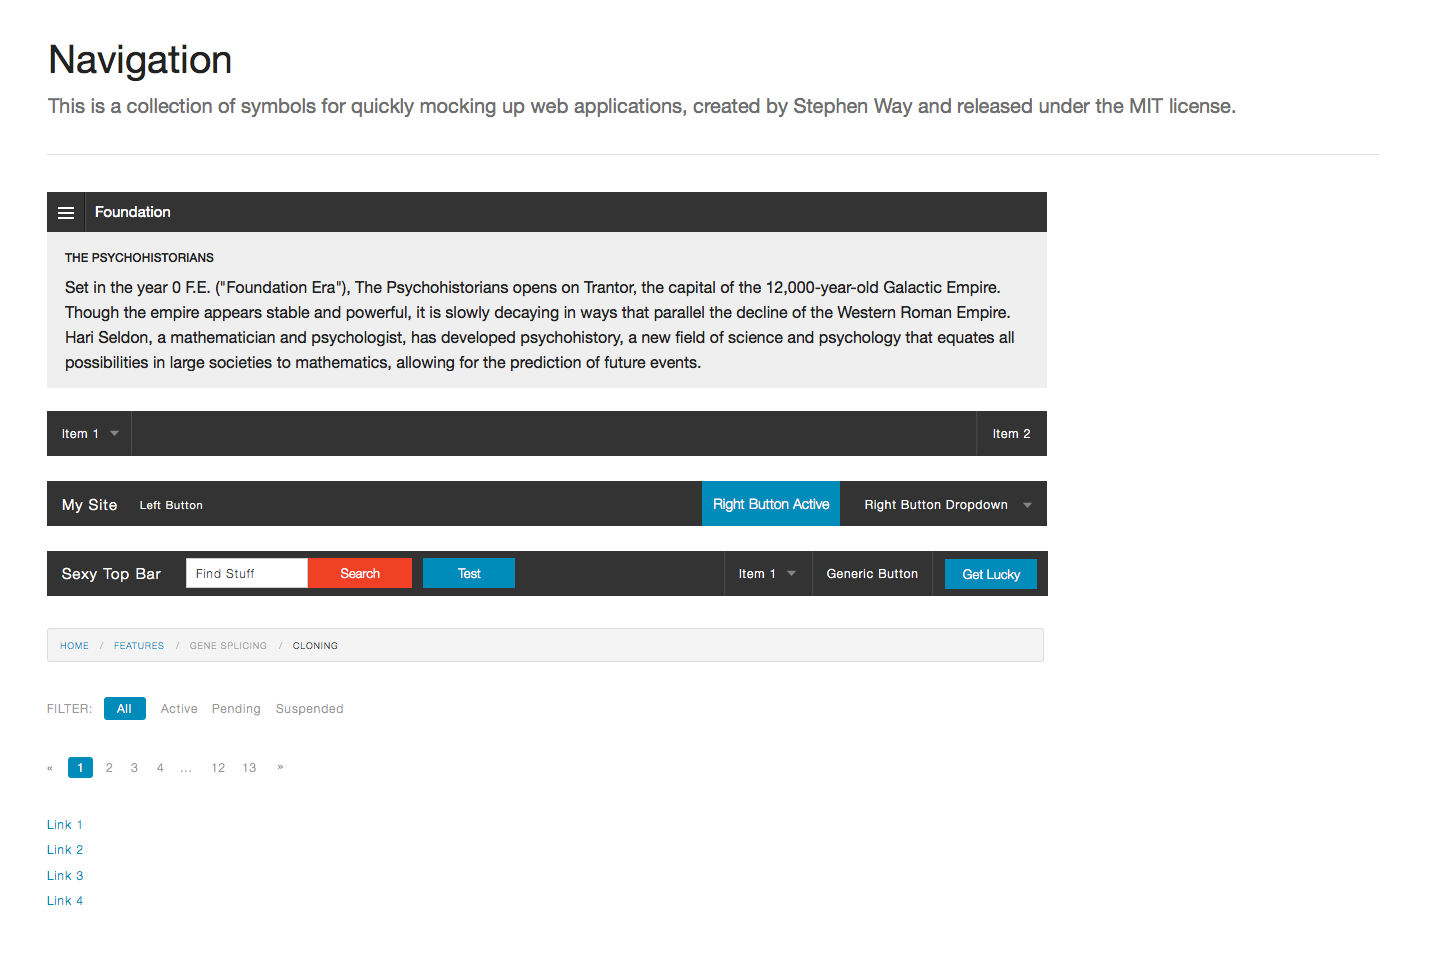 Navigation
This is a collection of symbols for quickly mocking up web applications, created by Stephen Way and released under the MIT license.
Foundation
THE PSYCHOHISTORIANS
Set in the year 0 F.E. ("Foundation Era"), The Psychohistorians opens on Trantor, the capital of the 12,000-year-old Galactic Empire.
Though the empire appears stable and powerful, it is slowly decaying in ways that parallel the decline of the Western Roman Empire.
Hari Seldon, a mathematician and psychologist, has developed psychohistory, a new field of science and psychology that equates all
possibilities in large societies to mathematics, allowing for the prediction of future events.
Item 1 Item 2
My Site Left Button Right Button Active Right Button Dropdown
Sexy Top Bar Find Stuff Search Test Item 1 Generic Button Get Lucky
HOME / FEATURES / GENE SPLICING / CLONING
FILTER: All Active Pending Suspended
« 1 2 3 4 ... 12 13 »
Link 1
Link 2
Link 3
Link 4